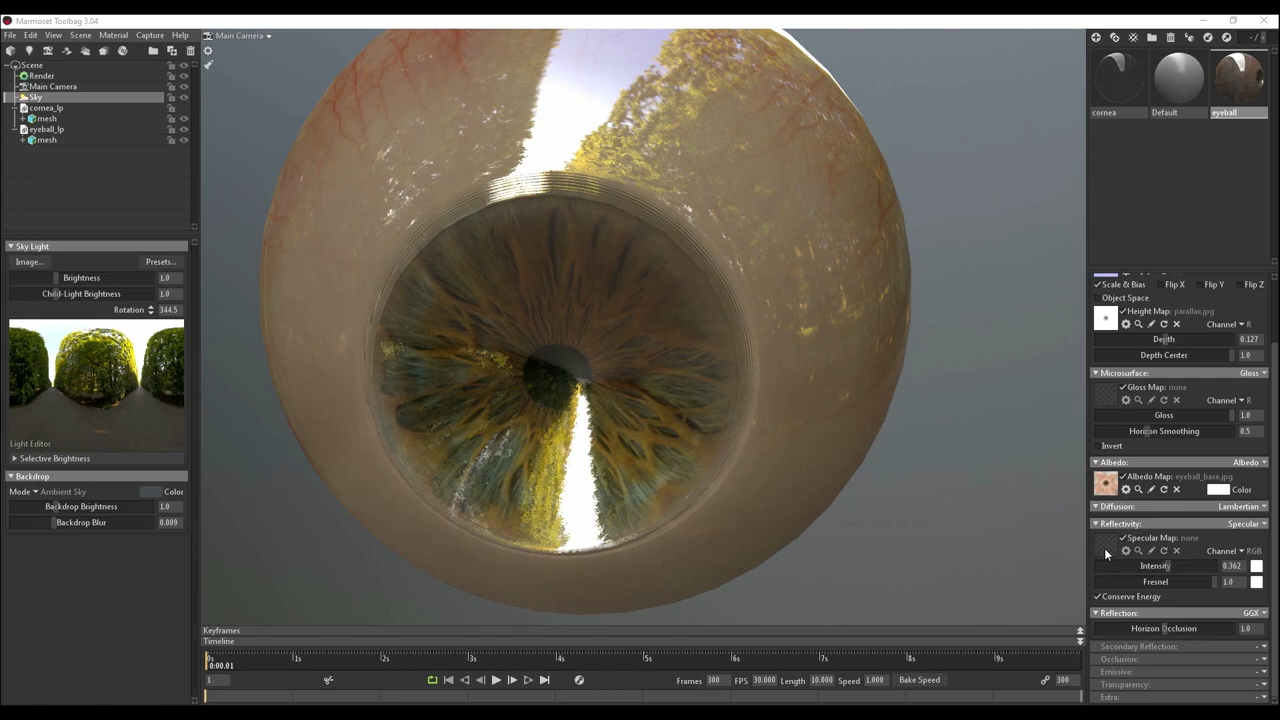 Marmoset Toolbag 3.04
File Edit View Scene Material Capture Help
Main Camera
- /
Scene
Render
Main Camera
Sky
cornea_lp
mesh
eyeball_lp
mesh
cornea Default eyeball
Sky Light
Image... Presets...
Brightness 1.0
Child-Light Brightness 1.0
Rotation 344.5
Light Editor
Selective Brightness
Backdrop
Mode Ambient Sky Color
Backdrop Brightness 1.0
Backdrop Blur 0.009
Scale & Bias Flip X Flip Y Flip Z
Object Space
Height Map: parallax.jpg
Channel R
Depth 0.127
Depth Center 1.0
Microsurface: Gloss
Gloss Map: none
Channel R
Gloss 1.0
Horizon Smoothing 0.5
Invert
Albedo: Albedo
Albedo Map: eyeball_base.jpg
Color
Diffusion: Lambertian
Reflectivity: Specular
Specular Map: none
Channel RGB
Intensity 0.362
Fresnel 1.0
Conserve Energy
Reflection: GGX
Horizon Occlusion 1.0
Secondary Reflection: -
Occlusion: -
Emissive: -
Transparency: -
Extra: -
Keyframes
Timeline
0s 1s 2s 3s 4s 5s 6s 7s 8s 9s
0:00.01
1 Frames 300 FPS 30.000 Length 10.000 Speed 1.000 Bake Speed 300